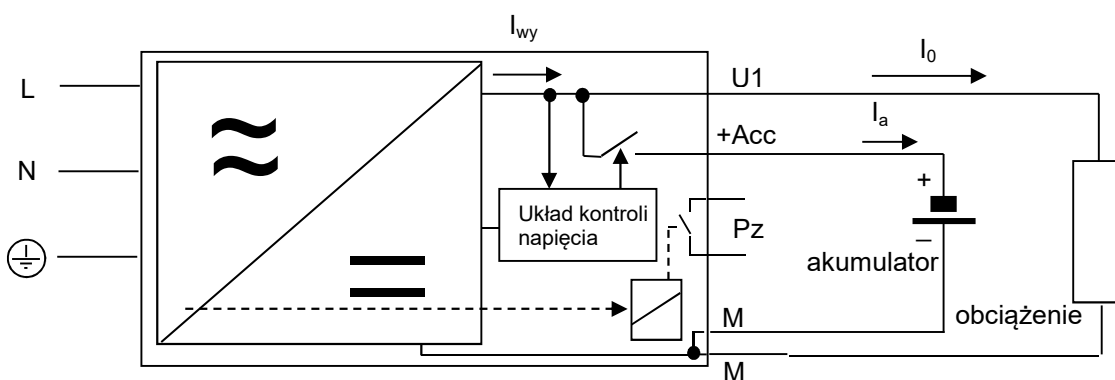 I_wy
I_0
L
U1
I_a
+Acc
N
+
Układ kontroli
napięcia
Pz
–
akumulator
M
obciążenie
M